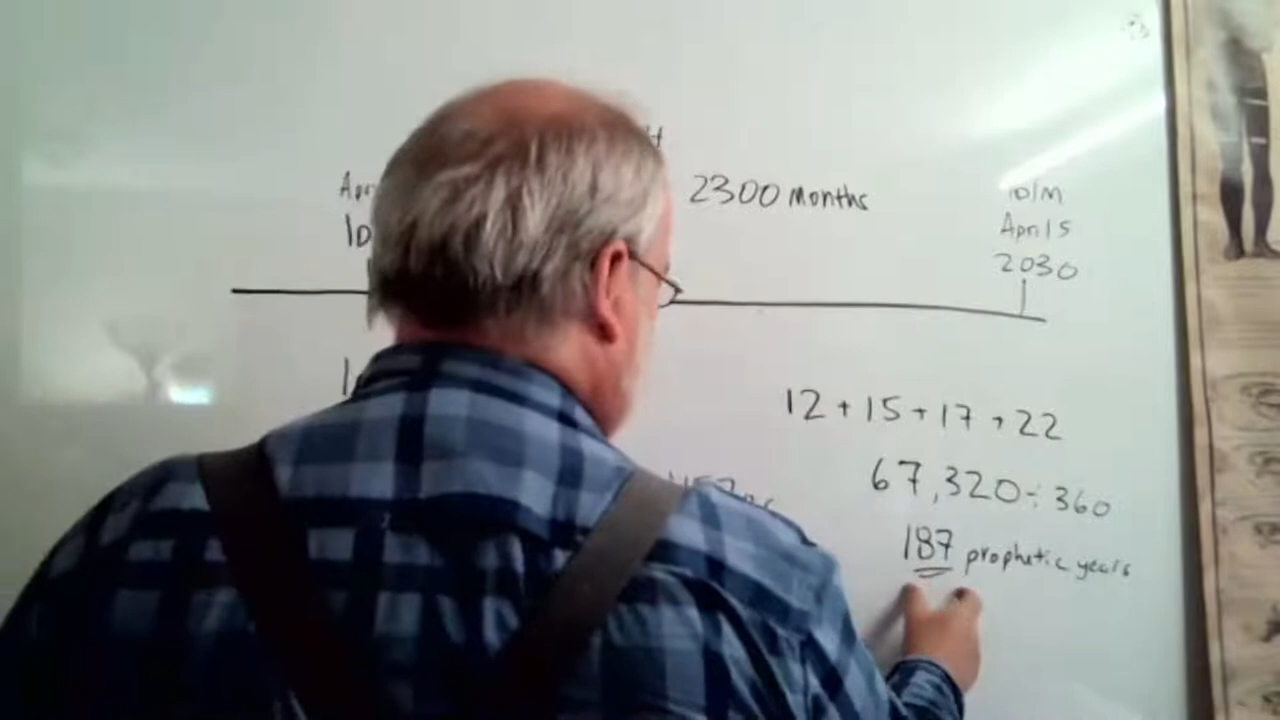 2300 Months
10/M
April 5
2030
12 + 15 + 17 + 22
67,320 ÷ 360
187 prophetic years